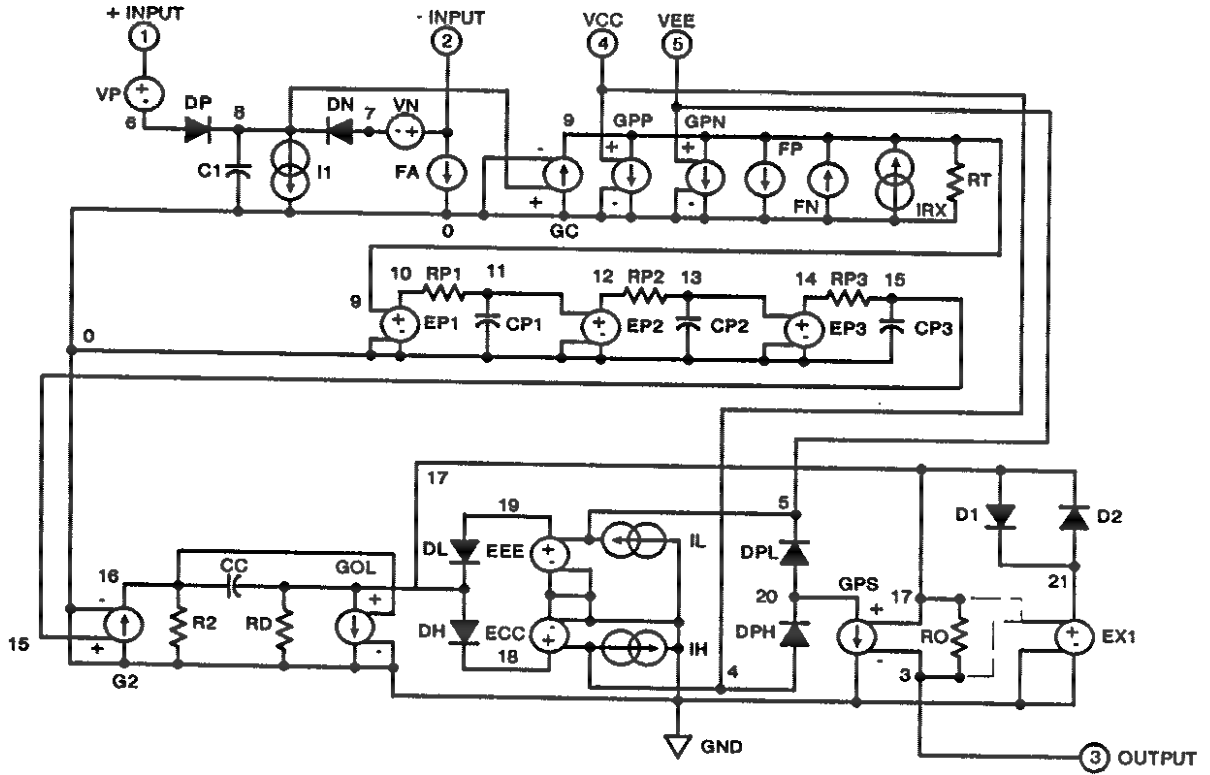 + INPUT
- INPUT
VCC
VEE
1
2
4
5
VP
+
-
6
DP
8
DN
7
VN
- +
9
GPP
GPN
C1
I1
FA
-
+
GC
+
-
+
-
FP
FN
IRX
RT
0
10
RP1
11
12
RP2
13
14
RP3
15
9
+
-
EP1
CP1
+
-
EP2
CP2
+
-
EP3
CP3
0
17
19
5
D1
D2
DL
EEE
+
-
IL
DPL
21
16
CC
GOL
20
GPS
17
15
-
+
G2
R2
RD
+
-
DH
ECC
18
IH
DPH
4
+
-
3
RO
+
-
EX1
GND
3
OUTPUT